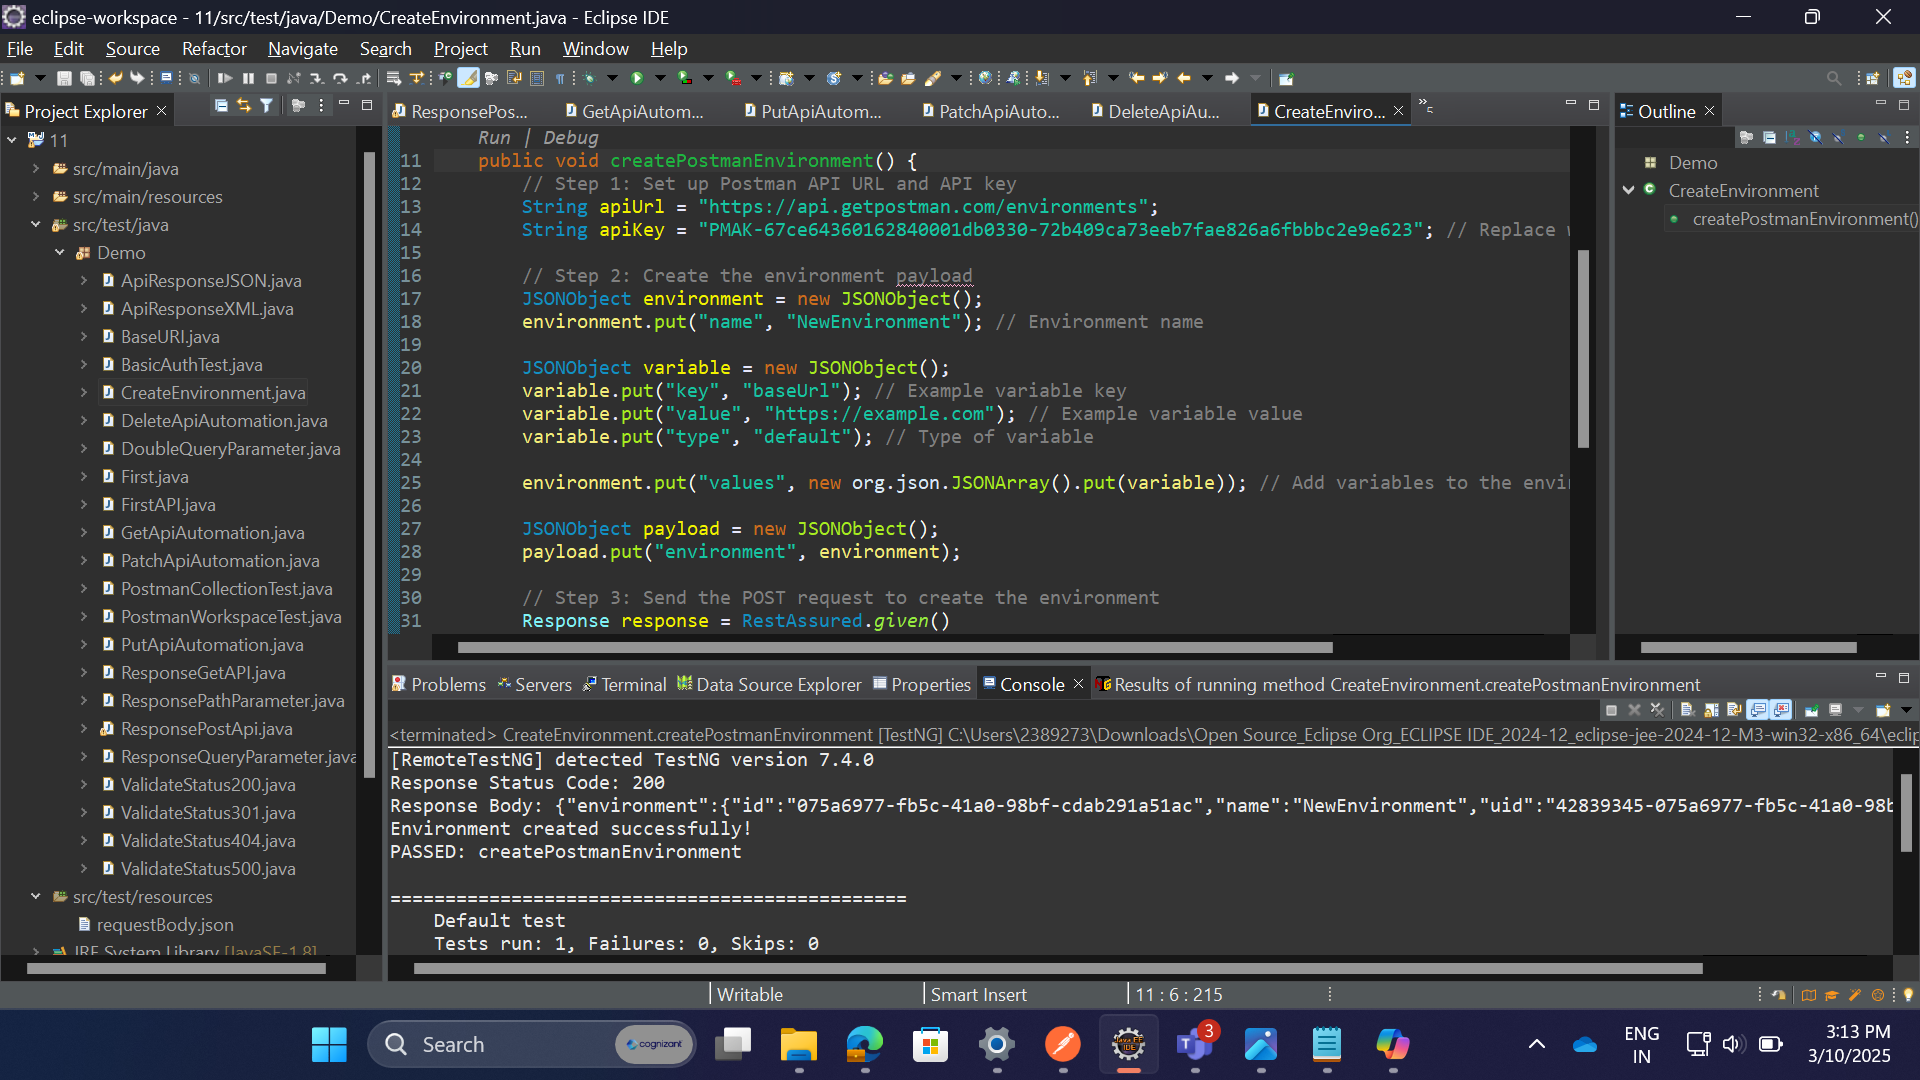 eclipse-workspace - 11/src/test/java/Demo/CreateEnvironment.java - Eclipse IDE
File Edit Source Refactor Navigate Search Project Run Window Help
Project Explorer
11
src/main/java
src/main/resources
src/test/java
Demo
ApiResponseJSON.java
ApiResponseXML.java
BaseURI.java
BasicAuthTest.java
CreateEnvironment.java
DeleteApiAutomation.java
DoubleQueryParameter.java
First.java
FirstAPI.java
GetApiAutomation.java
PatchApiAutomation.java
PostmanCollectionTest.java
PostmanWorkspaceTest.java
PutApiAutomation.java
ResponseGetAPI.java
ResponsePathParameter.java
ResponsePostApi.java
ResponseQueryParameter.java
ValidateStatus200.java
ValidateStatus301.java
ValidateStatus404.java
ValidateStatus500.java
src/test/resources
requestBody.json
JRE System Library [JavaSE-1.8]
ResponsePos... GetApiAutom... PutApiAutom... PatchApiAuto... DeleteApiAu... CreateEnviro... »5
Run | Debug
11 public void createPostmanEnvironment() {
12 // Step 1: Set up Postman API URL and API key
13 String apiUrl = "https://api.getpostman.com/environments";
14 String apiKey = "PMAK-67ce64360162840001db0330-72b409ca73eeb7fae826a6fbbbc2e9e623"; // Replace
15
16 // Step 2: Create the environment payload
17 JSONObject environment = new JSONObject();
18 environment.put("name", "NewEnvironment"); // Environment name
19
20 JSONObject variable = new JSONObject();
21 variable.put("key", "baseUrl"); // Example variable key
22 variable.put("value", "https://example.com"); // Example variable value
23 variable.put("type", "default"); // Type of variable
24
25 environment.put("values", new org.json.JSONArray().put(variable)); // Add variables to the envi
26
27 JSONObject payload = new JSONObject();
28 payload.put("environment", environment);
29
30 // Step 3: Send the POST request to create the environment
31 Response response = RestAssured.given()
Outline
Demo
CreateEnvironment
createPostmanEnvironment()
Problems Servers Terminal Data Source Explorer Properties Console Results of running method CreateEnvironment.createPostmanEnvironment
<terminated> CreateEnvironment.createPostmanEnvironment [TestNG] C:\Users\2389273\Downloads\Open Source_Eclipse Org_ECLIPSE IDE_2024-12_eclipse-jee-2024-12-M3-win32-x86_64\eclip
[RemoteTestNG] detected TestNG version 7.4.0
Response Status Code: 200
Response Body: {"environment":{"id":"075a6977-fb5c-41a0-98bf-cdab291a51ac","name":"NewEnvironment","uid":"42839345-075a6977-fb5c-41a0-98b
Environment created successfully!
PASSED: createPostmanEnvironment
===============================================
Default test
Tests run: 1, Failures: 0, Skips: 0
Writable Smart Insert 11 : 6 : 215
Search cognizant
Java EE IDE
3
ENG
IN
3:13 PM
3/10/2025